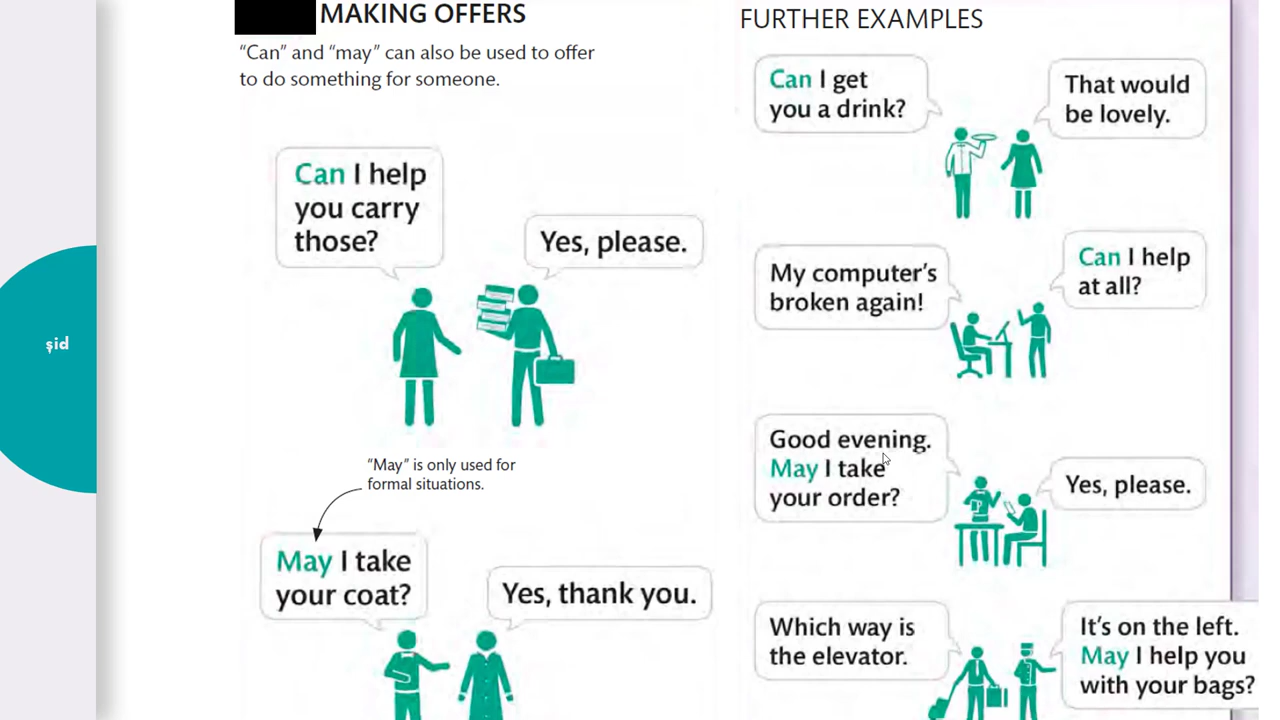 MAKING OFFERS
“Can” and “may” can also be used to offer
to do something for someone.
Can I help
you carry
those?
Yes, please.
“May” is only used for
formal situations.
May I take
your coat?
Yes, thank you.
FURTHER EXAMPLES
Can I get
you a drink?
That would
be lovely.
My computer’s
broken again!
Can I help
at all?
Good evening.
May I take
your order?
Yes, please.
Which way is
the elevator.
It’s on the left.
May I help you
with your bags?
șid